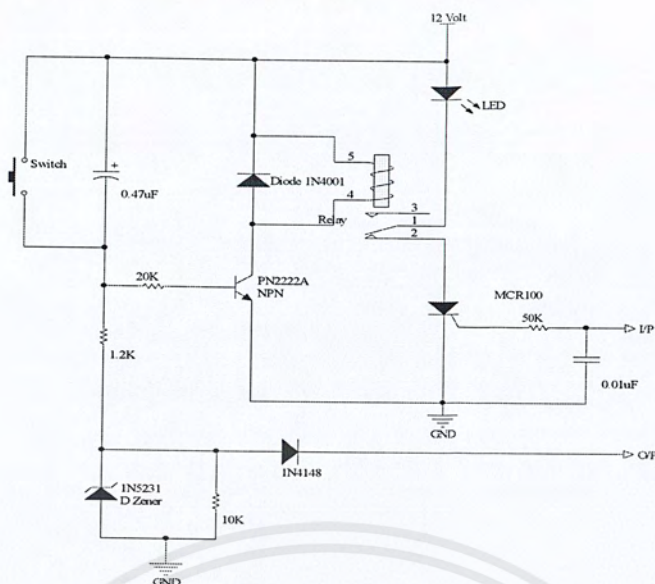 12 Volt
LED
Switch
+
0.47uF
5
Diode 1N4001
4
Relay
3
1
2
20K
PN2222A
NPN
MCR100
50K
I/P
1.2K
0.01uF
GND
1N4148
O/P
1N5231
D Zener
10K
GND